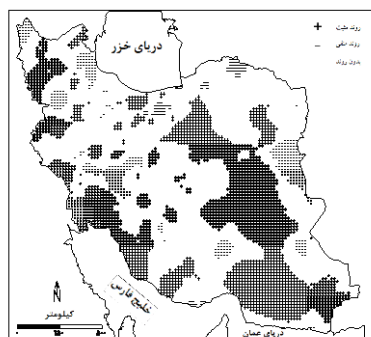 روند مثبت +
روند منفی –
بدون روند
دریای خزر
خلیج فارس
N
کیلومتر
دریای عمان